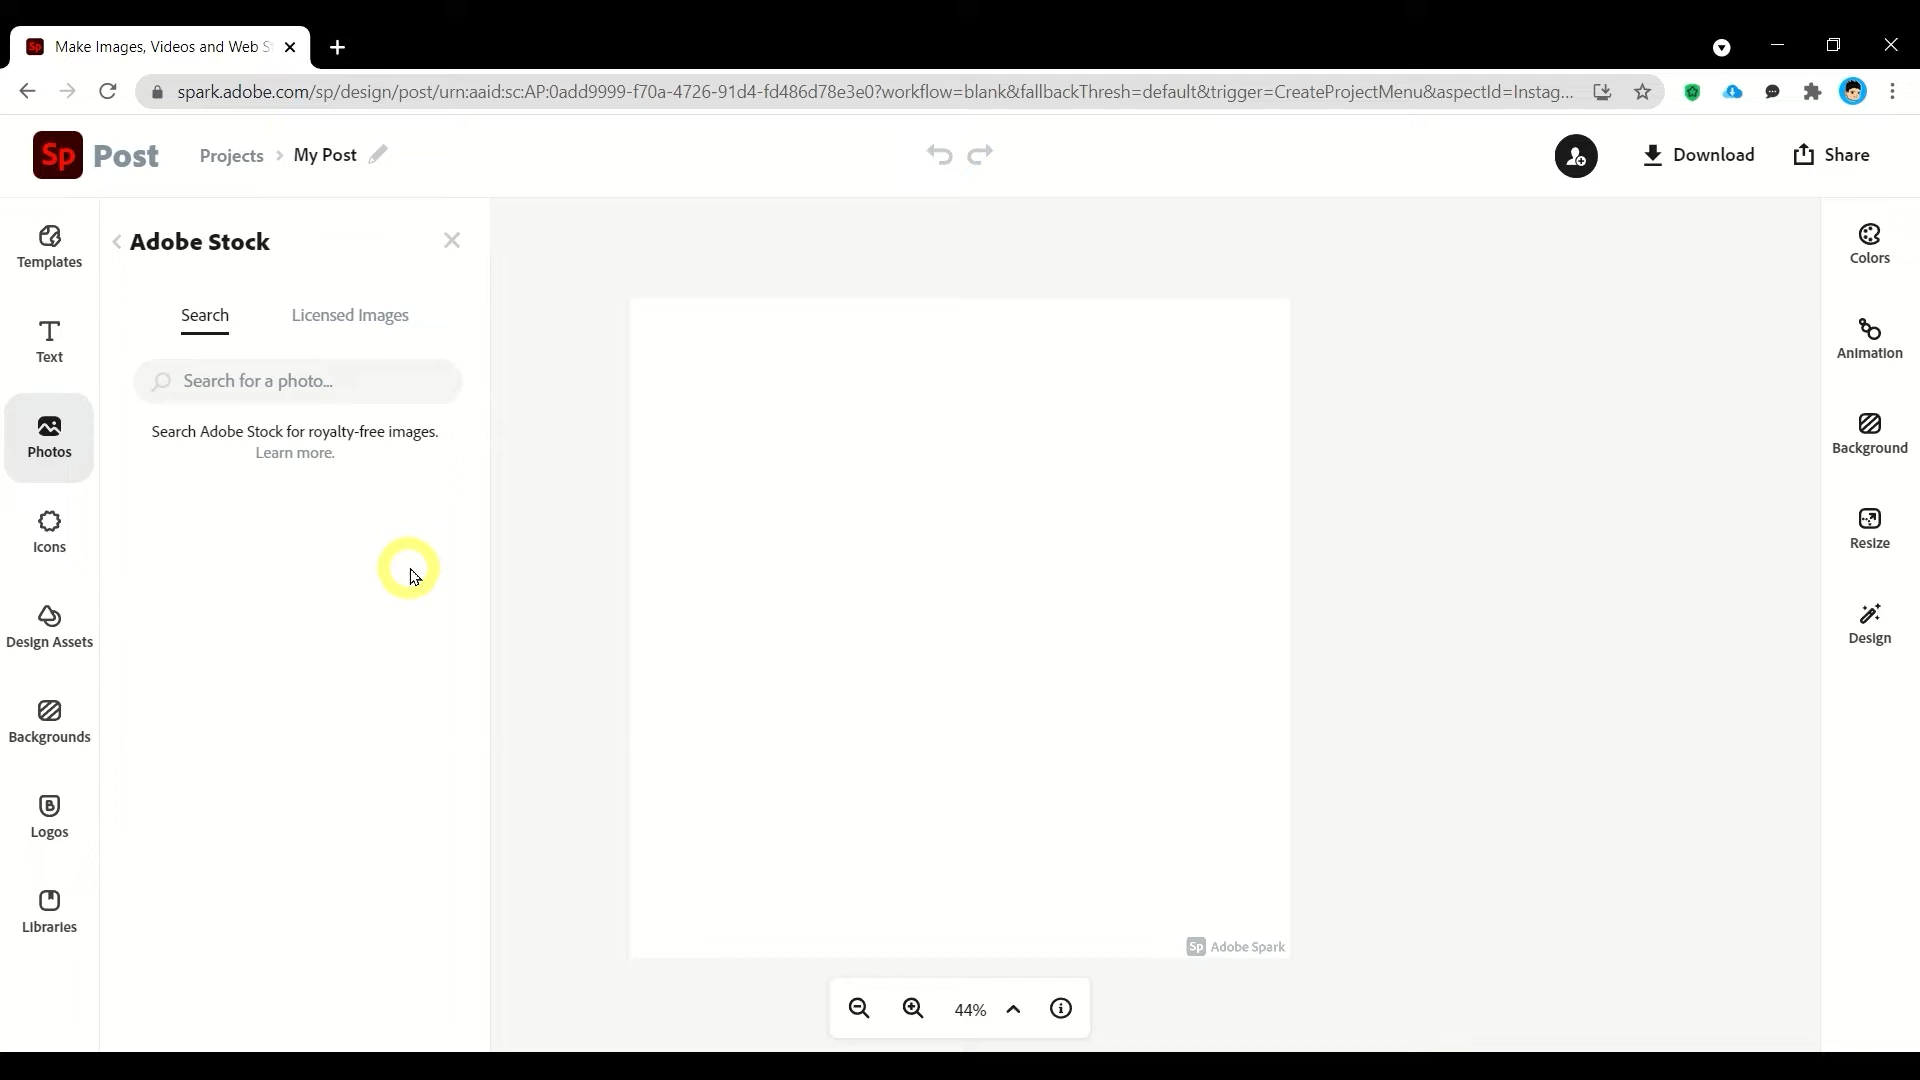 Sp Make Images, Videos and Web S
spark.adobe.com/sp/design/post/urn:aaid:sc:AP:0add9999-f70a-4726-91d4-fd486d78e3e0?workflow=blank&fallbackThresh=default&trigger=CreateProjectMenu&aspectId=Instag...
Sp Post
Projects > My Post
Download
Share
Templates
Text
Photos
Icons
Design Assets
Backgrounds
B
Logos
Libraries
Adobe Stock
Search
Licensed Images
Search for a photo...
Search Adobe Stock for royalty-free images.
Learn more.
Sp Adobe Spark
44%
Colors
Animation
Background
Resize
Design